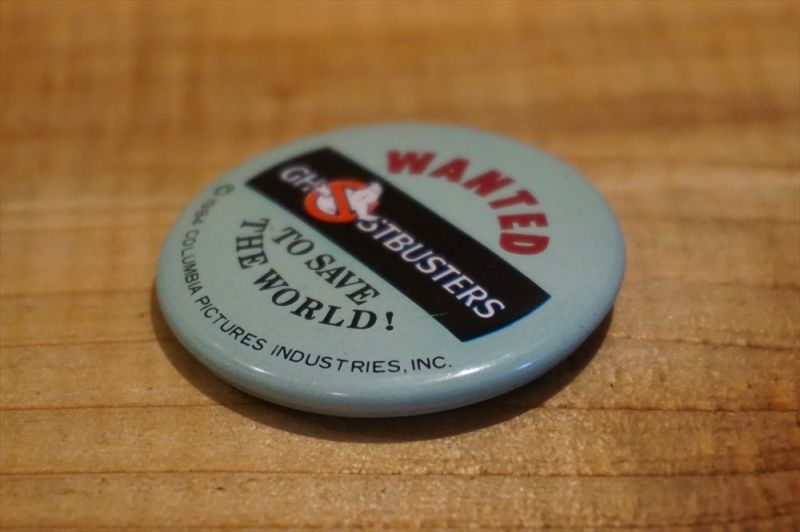 WANTED
GHOSTBUSTERS
TO SAVE
THE WORLD!
© 1984 COLUMBIA PICTURES INDUSTRIES, INC.